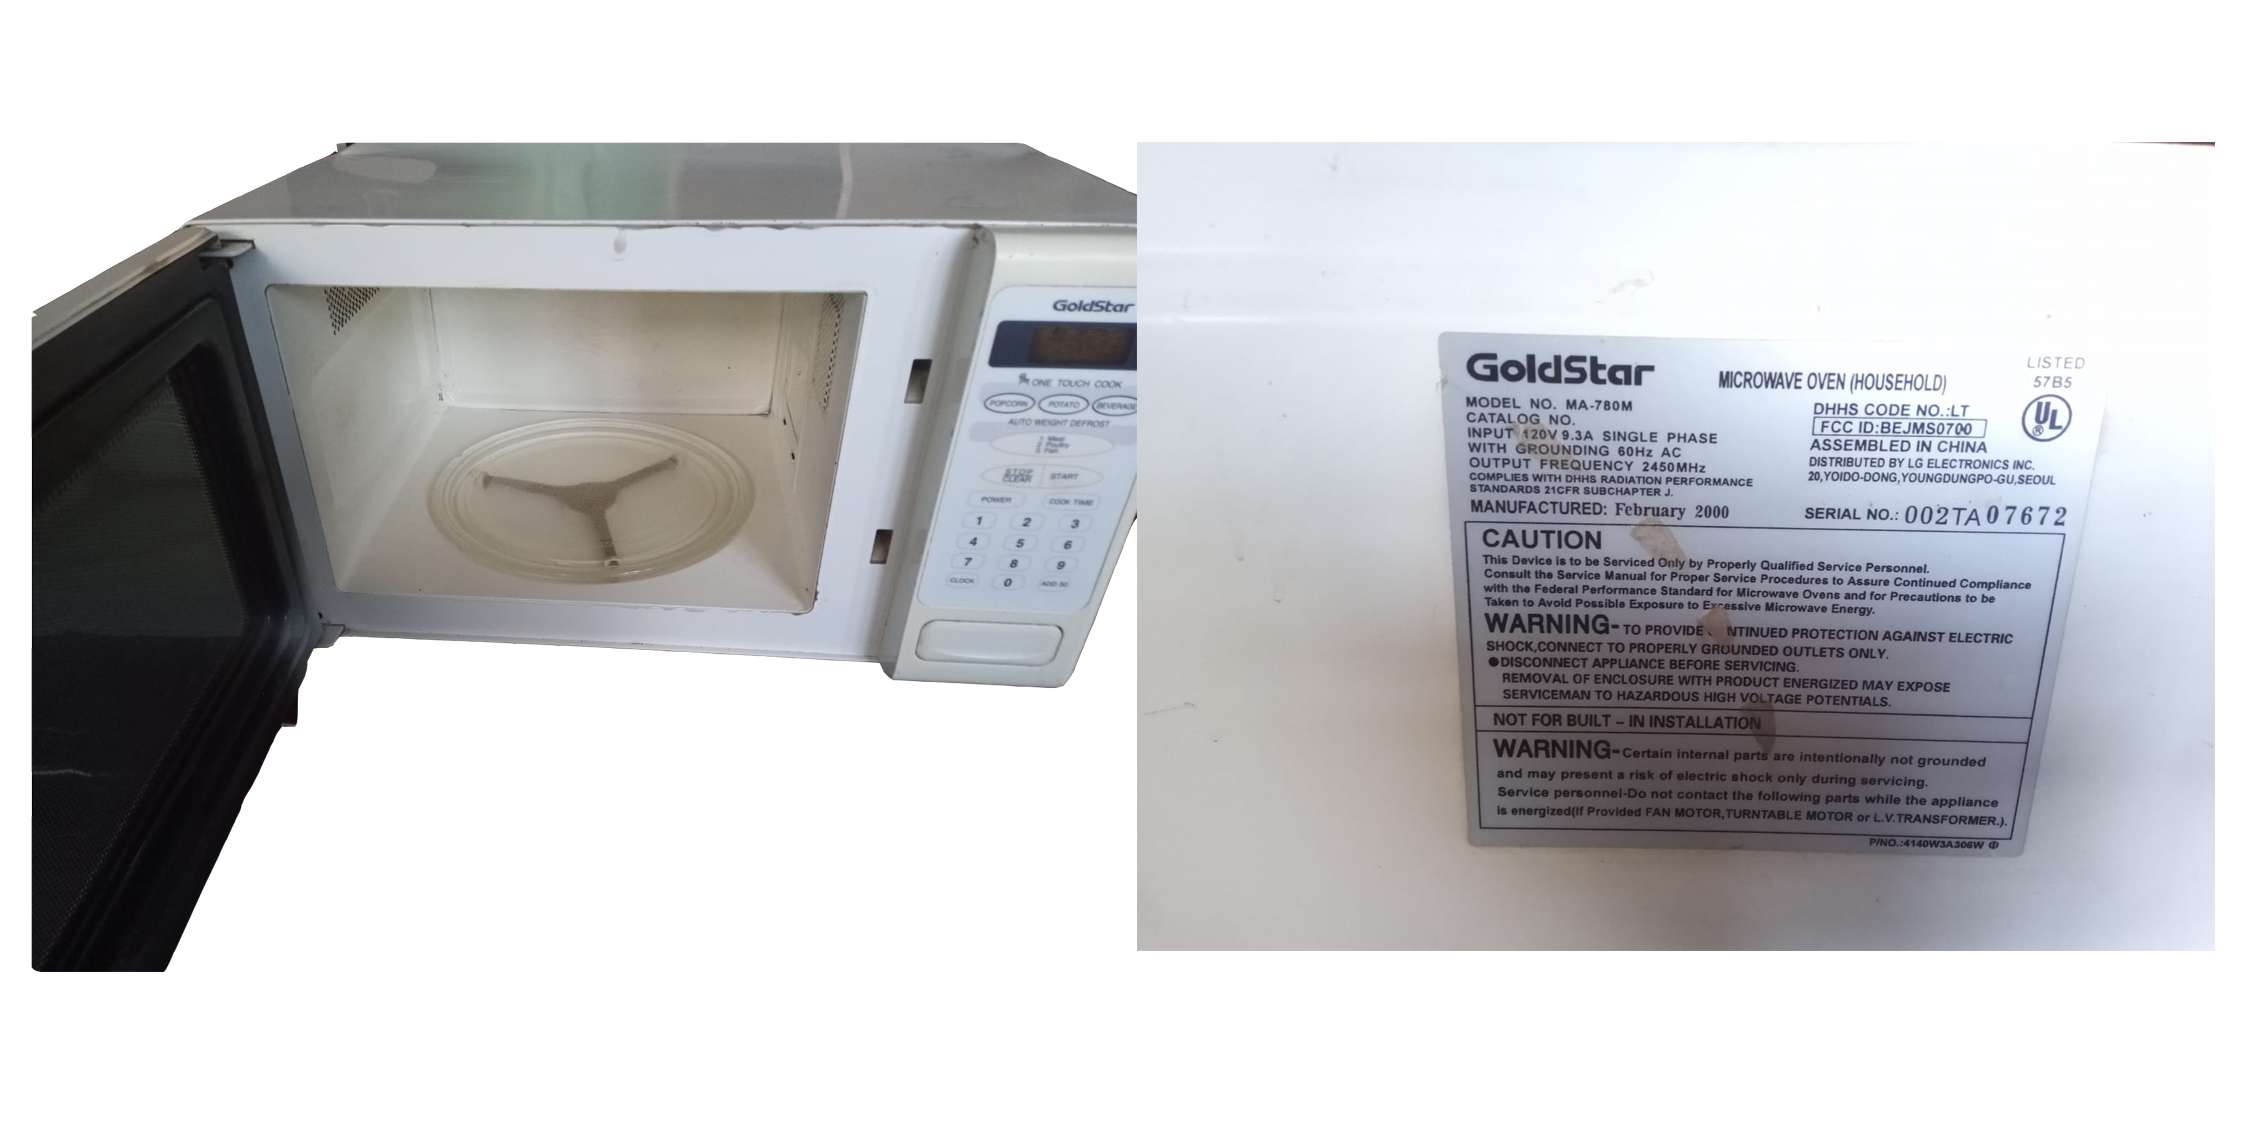 GoldStar
ONE TOUCH COOK
POPCORN POTATO BEVERAGE
AUTO WEIGHT DEFROST
1. Meat
2. Poultry
3. Fish
STOP
CLEAR START
POWER COOK TIME
1 2 3
4 5 6
7 8 9
CLOCK 0 ADD 30
GoldStar
MICROWAVE OVEN (HOUSEHOLD)
LISTED
57B5
UL
®
MODEL NO. MA-780M
CATALOG NO.
INPUT 120V 9.3A SINGLE PHASE
WITH GROUNDING 60Hz AC
OUTPUT FREQUENCY 2450MHz
COMPLIES WITH DHHS RADIATION PERFORMANCE
STANDARDS 21CFR SUBCHAPTER J.
MANUFACTURED: February 2000
DHHS CODE NO.:LT
FCC ID:BEJMS0700
ASSEMBLED IN CHINA
DISTRIBUTED BY LG ELECTRONICS INC.
20,YOIDO-DONG,YOUNGDUNGPO-GU,SEOUL
SERIAL NO.: 002TA07672
CAUTION
This Device is to be Serviced Only by Properly Qualified Service Personnel.
Consult the Service Manual for Proper Service Procedures to Assure Continued Compliance
with the Federal Performance Standard for Microwave Ovens and for Precautions to be
Taken to Avoid Possible Exposure to Excessive Microwave Energy.
WARNING-TO PROVIDE NTINUED PROTECTION AGAINST ELECTRIC
SHOCK,CONNECT TO PROPERLY GROUNDED OUTLETS ONLY.
●DISCONNECT APPLIANCE BEFORE SERVICING.
REMOVAL OF ENCLOSURE WITH PRODUCT ENERGIZED MAY EXPOSE
SERVICEMAN TO HAZARDOUS HIGH VOLTAGE POTENTIALS.
NOT FOR BUILT – IN INSTALLATION
WARNING-Certain internal parts are intentionally not grounded
and may present a risk of electric shock only during servicing.
Service personnel-Do not contact the following parts while the appliance
is energized(If Provided FAN MOTOR,TURNTABLE MOTOR or L.V.TRANSFORMER.).
P/NO.:4140W3A306W